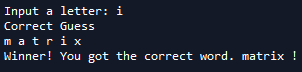 Input a letter: i
Correct Guess
m a t r i x
Winner! You got the correct word. matrix !